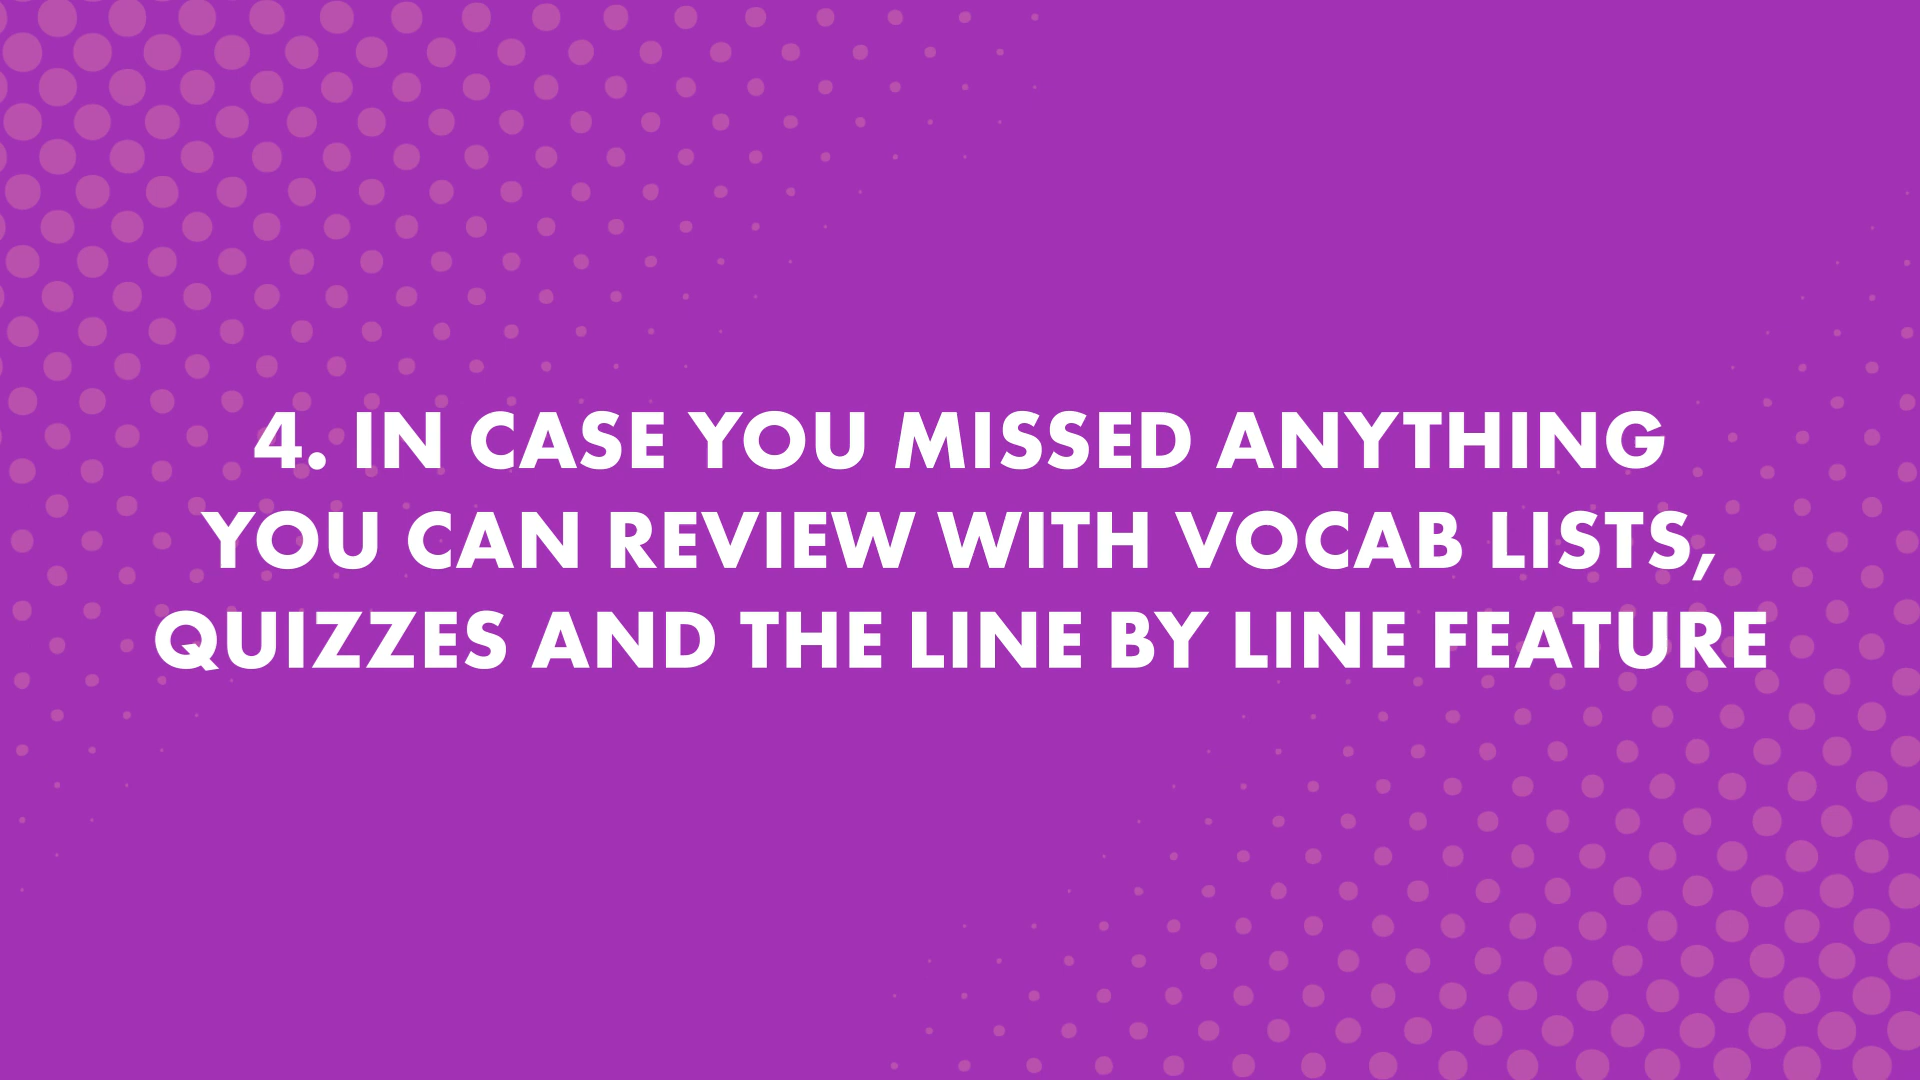 4. IN CASE YOU MISSED ANYTHING
YOU CAN REVIEW WITH VOCAB LISTS,
QUIZZES AND THE LINE BY LINE FEATURE